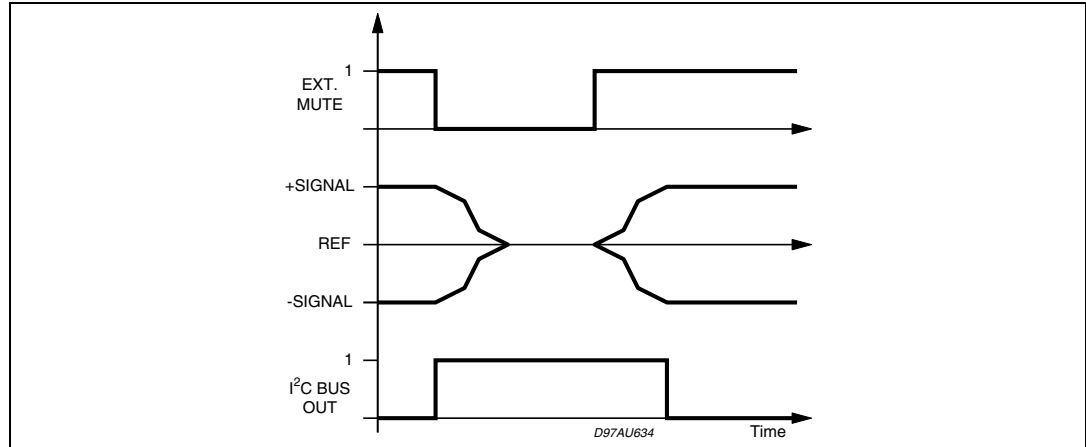 1
EXT.
MUTE
+SIGNAL
REF
-SIGNAL
1
I²C BUS
OUT
D97AU634
Time